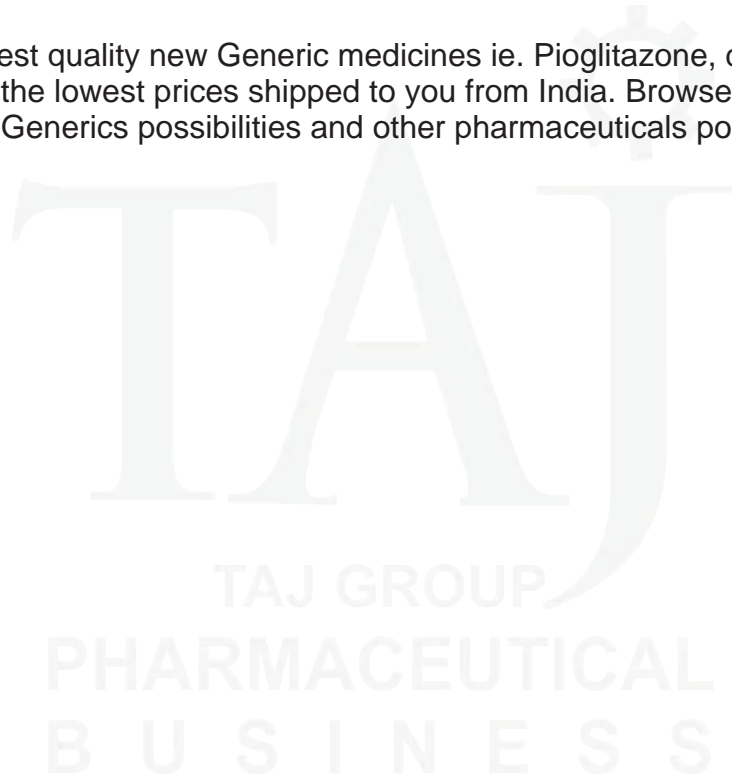 est quality new Generic medicines ie. Pioglitazone,
the lowest prices shipped to you from India. Browse
Generics possibilities and other pharmaceuticals po
TAJ
TAJ GROUP
PHARMACEUTICAL
BUSINESS